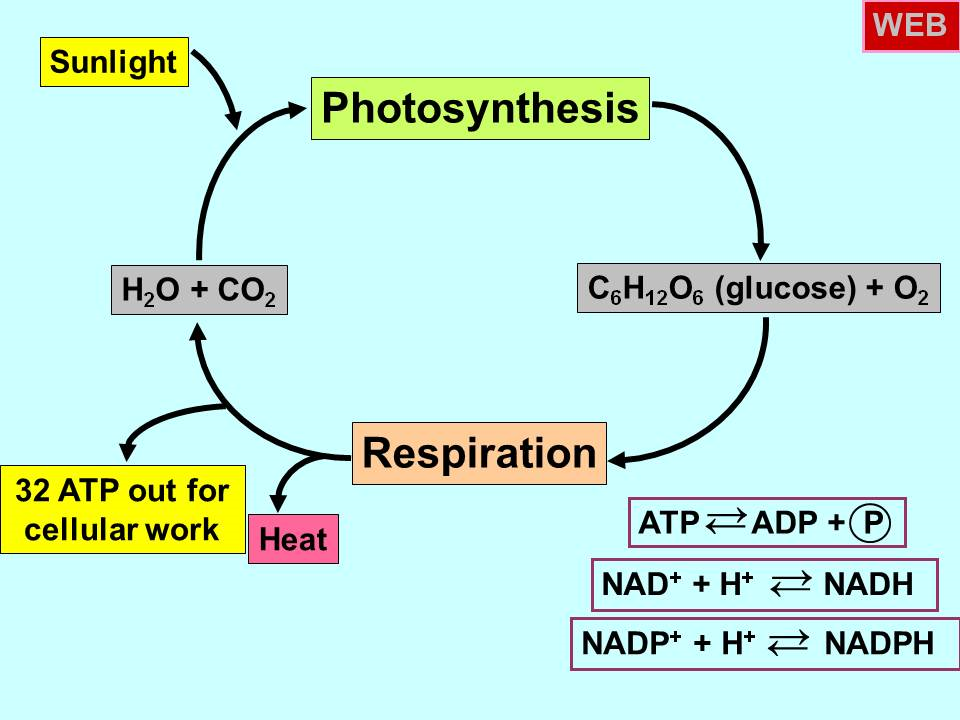 WEB
Sunlight
Photosynthesis
H₂O + CO₂
C₆H₁₂O₆ (glucose) + O₂
Respiration
32 ATP out for
cellular work
Heat
ATP ⇄ ADP + P
NAD⁺ + H⁺ ⇄ NADH
NADP⁺ + H⁺ ⇄ NADPH